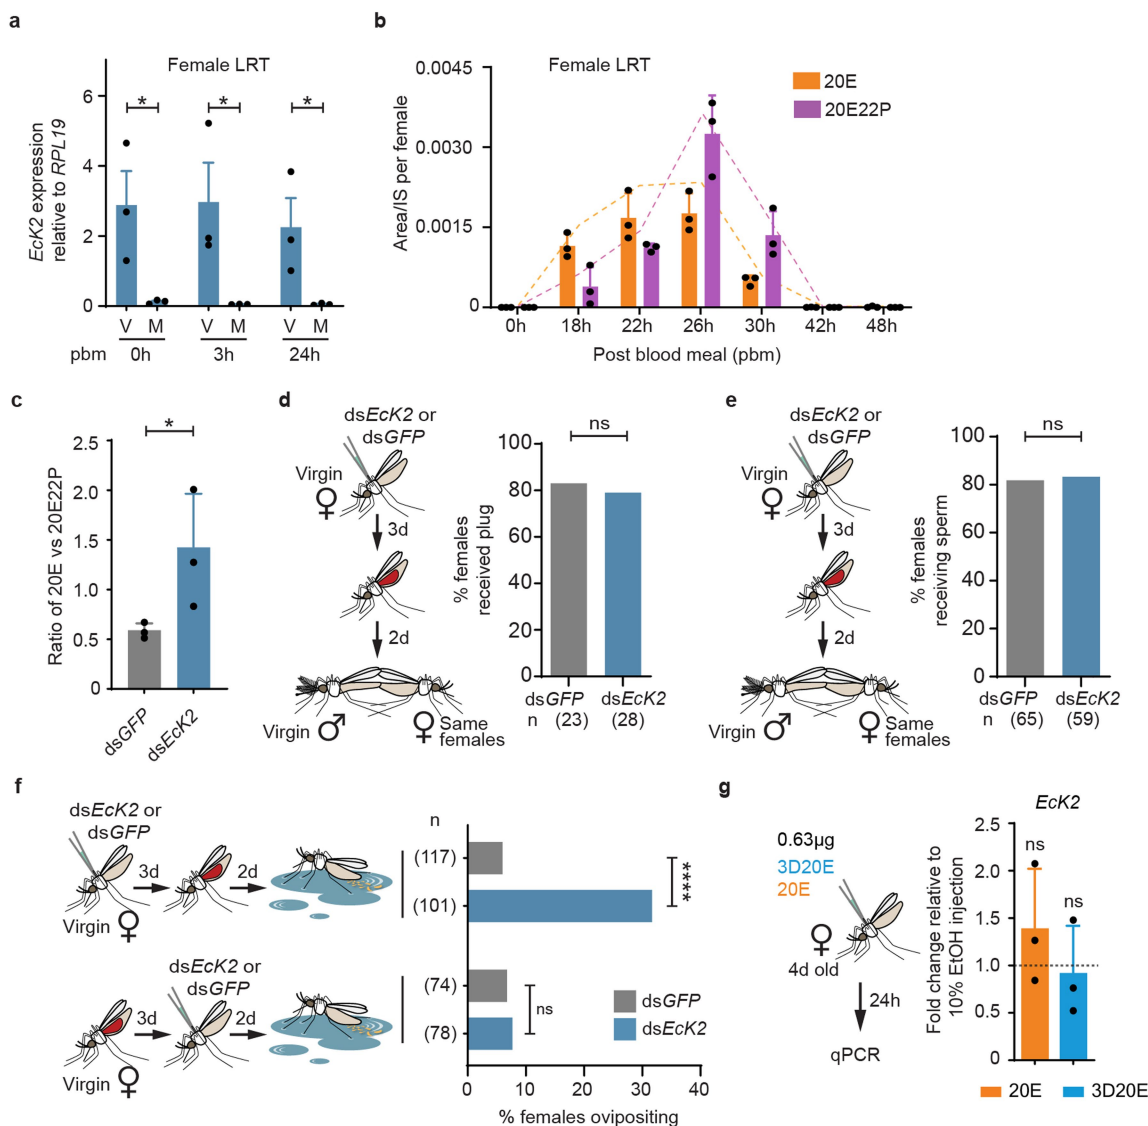 a
Female LRT
EcK2 expression
relative to RPL19
6
4
2
0
*
*
*
V M V M V M
pbm 0h 3h 24h
b
Female LRT
20E
20E22P
Area/IS per female
0.0045
0.0030
0.0015
0
0h 18h 22h 26h 30h 42h 48h
Post blood meal (pbm)
c
Ratio of 20E vs 20E22P
2.5
2.0
1.5
1.0
0.5
0
*
dsGFP
dsEcK2
d
dsEcK2 or
dsGFP
Virgin
♀
3d
2d
Virgin ♂
♀ Same
females
% females
received plug
100
80
60
40
20
0
ns
dsGFP dsEcK2
n (23) (28)
e
dsEcK2 or
dsGFP
Virgin
♀
3d
2d
Virgin ♂
♀ Same
females
% females
receiving sperm
100
80
60
40
20
0
ns
dsGFP dsEcK2
n (65) (59)
f
dsEcK2 or
dsGFP
3d 2d
Virgin ♀
dsEcK2 or
dsGFP
3d 2d
Virgin ♀
n
(117)
(101)
(74)
(78)
****
ns
dsGFP
dsEcK2
0 10 20 30 40
% females ovipositing
g
0.63µg
3D20E
20E
♀
4d old
24h
qPCR
EcK2
Fold change relative to
10% EtOH injection
2.5
2.0
1.5
1.0
0.5
0
ns
ns
20E 3D20E